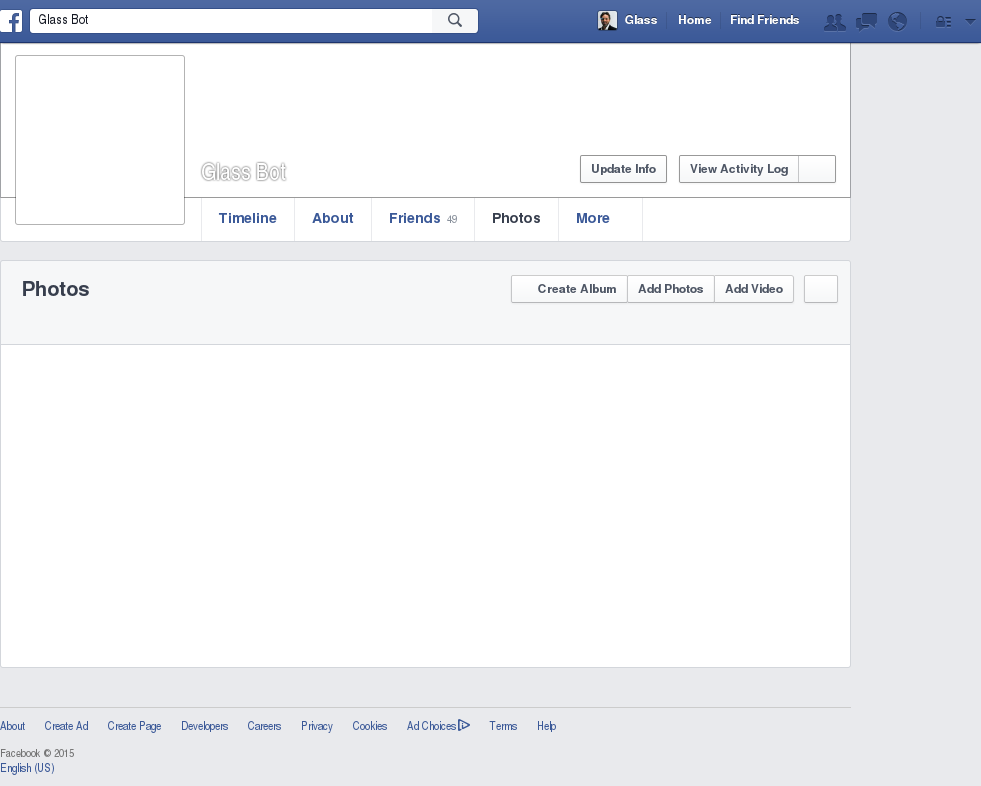 Glass Bot
Glass Home Find Friends
Glass Bot
Update Info View Activity Log
Timeline About Friends 49 Photos More
Photos
Create Album Add Photos Add Video
About Create Ad Create Page Developers Careers Privacy Cookies Ad Choices Terms Help
Facebook © 2015
English (US)